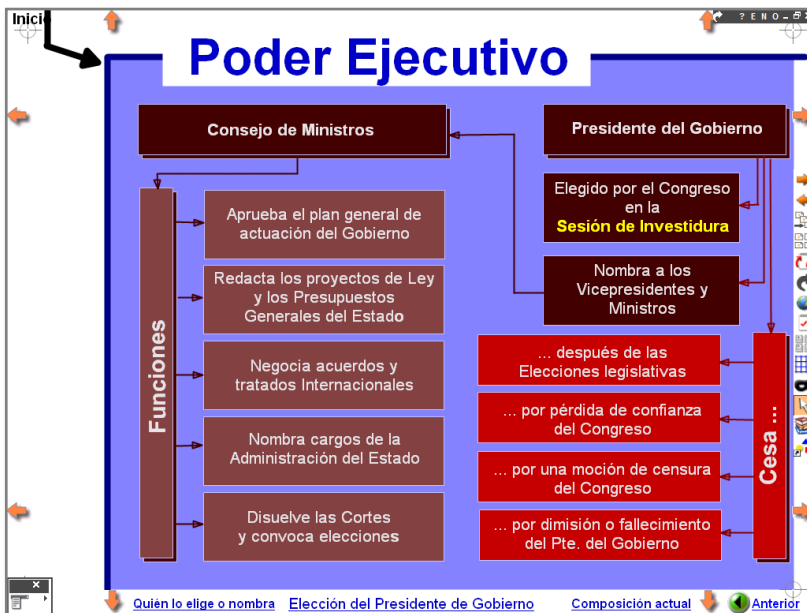 Inicio
? E N O
Poder Ejecutivo
Consejo de Ministros
Presidente del Gobierno
Funciones
Aprueba el plan general de
actuación del Gobierno
Redacta los proyectos de Ley
y los Presupuestos
Generales del Estado
Negocia acuerdos y
tratados Internacionales
Nombra cargos de la
Administración del Estado
Disuelve las Cortes
y convoca elecciones
Elegido por el Congreso
en la
Sesión de Investidura
Nombra a los
Vicepresidentes y
Ministros
Cesa ...
... después de las
Elecciones legislativas
... por pérdida de confianza
del Congreso
... por una moción de censura
del Congreso
... por dimisión o fallecimiento
del Pte. del Gobierno
Quién lo elige o nombra
Elección del Presidente de Gobierno
Composición actual
Anterior